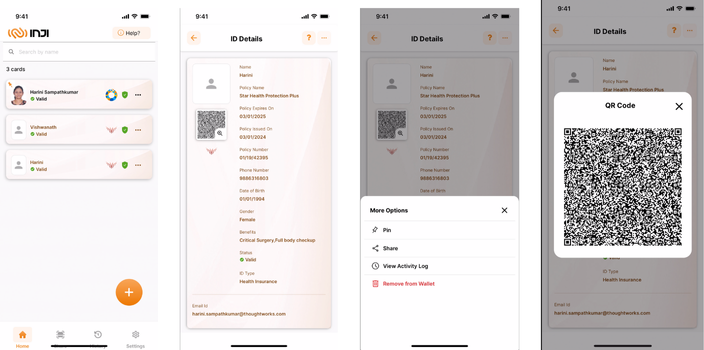 9:41
INJI
Help?
Search by name
3 cards
Harini Sampathkumar
Valid
Vishwanath
Valid
Harini
Valid
Home
History
Settings
9:41
ID Details
?
Name
Harini
Policy Name
Star Health Protection Plus
Policy Expires On
03/01/2025
Policy Issued On
03/01/2024
Policy Number
01/19/42395
Phone Number
9886316603
Date of Birth
01/01/1994
Gender
Female
Benefits
Critical Surgery,Full body checkup
Status
Valid
ID Type
Health Insurance
Email Id
harini.sampathkumar@thoughtworks.com
9:41
ID Details
?
Name
Harini
Policy Name
Star Health Protection Plus
Policy Expires On
03/01/2025
Policy Issued On
03/01/2024
Policy Number
01/19/42395
Phone Number
9886316603
Date of Birth
More Options
Pin
Share
View Activity Log
Remove from Wallet
9:41
ID Details
?
Name
Harini
Policy Name
QR Code
Valid
ID Type
Health Insurance
Email Id
harini.sampathkumar@thoughtworks.com